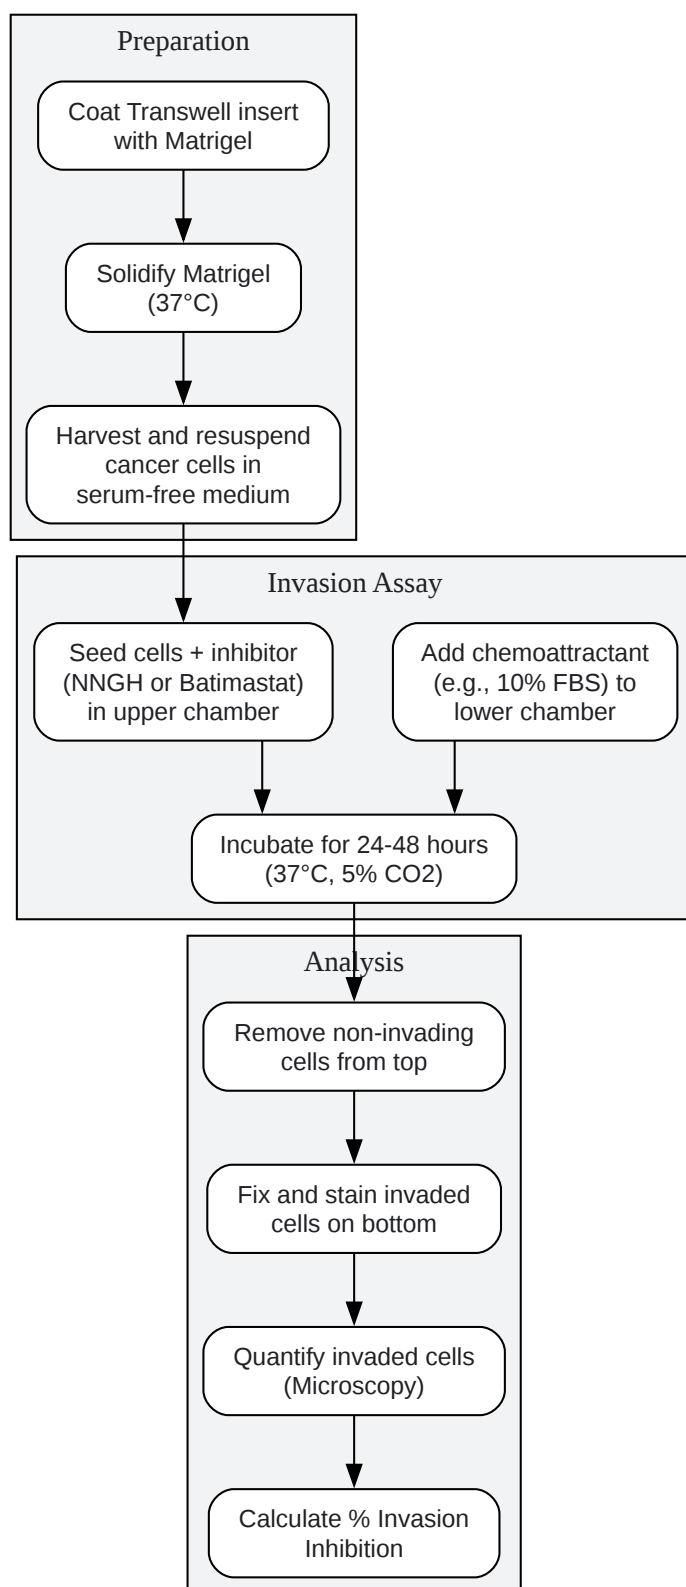 Preparation
Coat Transwell insert
with Matrigel
Solidify Matrigel
(37°C)
Harvest and resuspend
cancer cells in
serum-free medium
Invasion Assay
Seed cells + inhibitor
(NNGH or Batimastat)
in upper chamber
Add chemoattractant
(e.g., 10% FBS) to
lower chamber
Incubate for 24-48 hours
(37°C, 5% CO2)
Analysis
Remove non-invading
cells from top
Fix and stain invaded
cells on bottom
Quantify invaded cells
(Microscopy)
Calculate % Invasion
Inhibition